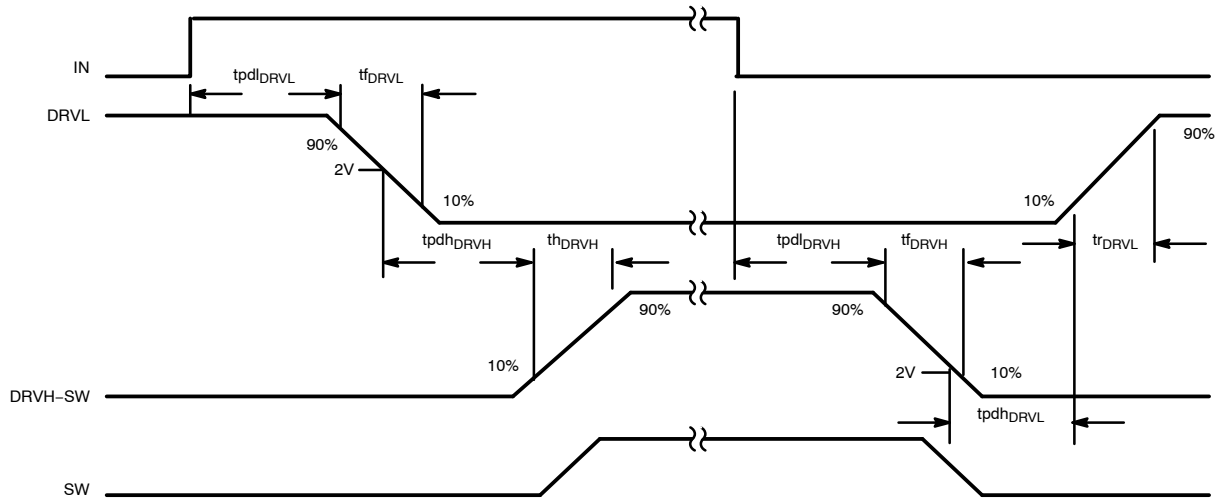 IN
tpdlDRVL
tfDRVL
DRVL
90%
90%
2V
10%
10%
tpdhDRVH
thDRVH
tpdlDRVH
tfDRVH
trDRVL
90%
90%
10%
2V
10%
DRVH−SW
tpdhDRVL
SW